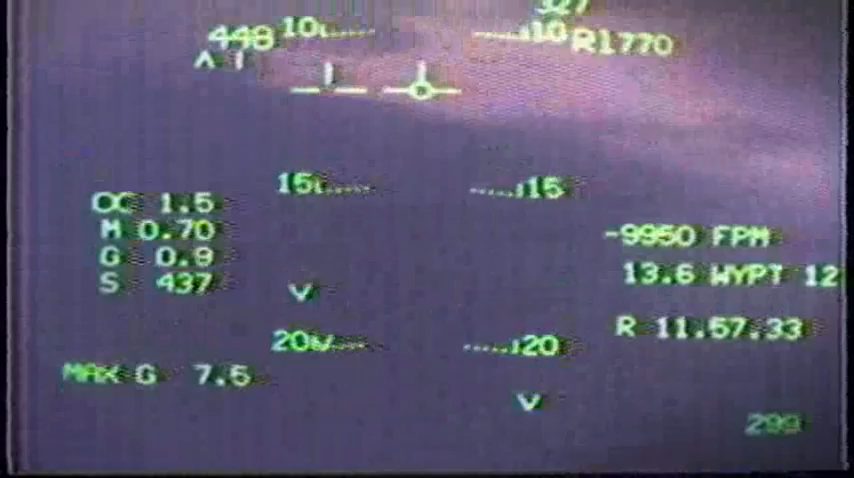 327
448 10 10 R1770
15 15
α 1.5
M 0.70
G 0.9
S 437
-9950 FPM
13.6 WYPT 12
R 11.57.33
20 20
MAX G 7.5
299